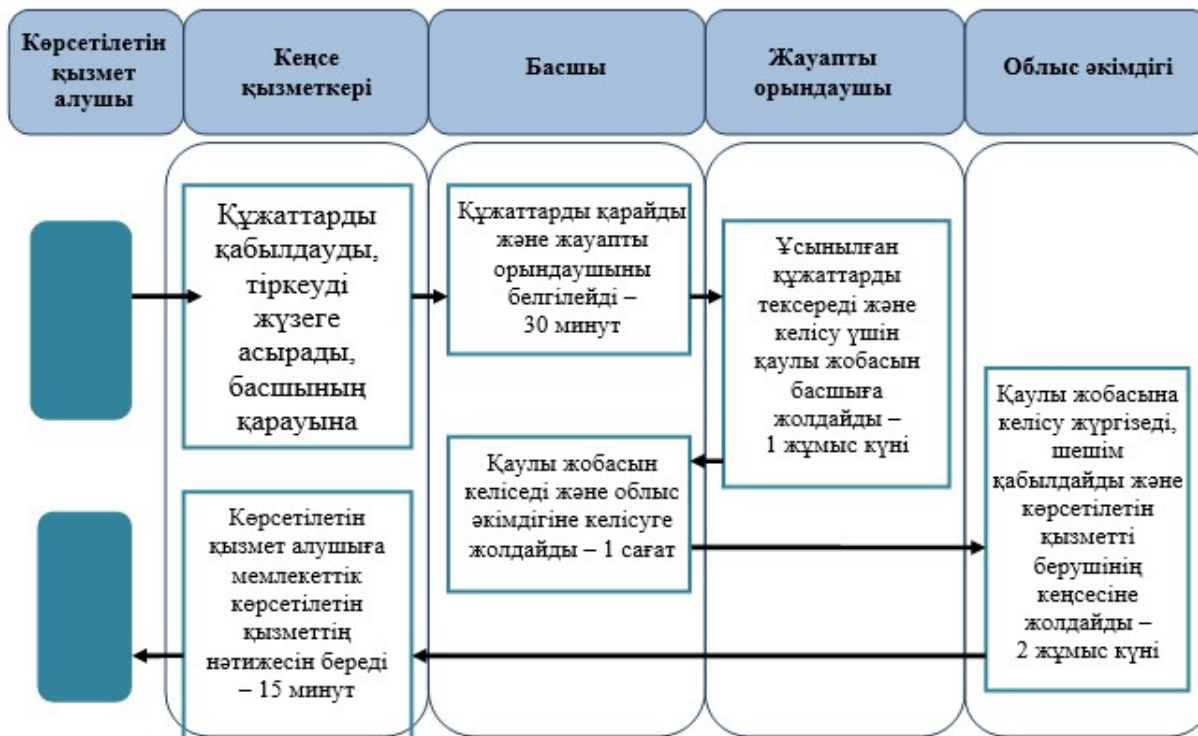 Көрсетілетін
қызмет
алушы
Кеңсе
қызметкері
Басшы
Жауапты
орындаушы
Облыс әкімдігі
Құжаттарды
қабылдауды,
тіркеуді
жүзеге
асырады,
басшының
қарауына
Құжаттарды қарайды
және жауапты
орындаушыны
белгілейді –
30 минут
Ұсынылған
құжаттарды
тексереді және
келісу үшін
қаулы жобасын
басшыға
жолдайды –
1 жұмыс күні
Қаулы жобасын
келіседі және облыс
әкімдігіне келісуге
жолдайды – 1 сағат
Қаулы жобасына
келісу жүргізеді,
шешім
қабылдайды және
көрсетілетін
қызметті
берушінің
кеңсесіне
жолдайды –
2 жұмыс күні
Көрсетілетін
қызмет алушыға
мемлекеттік
көрсетілетін
қызметтің
нәтижесін береді
– 15 минут